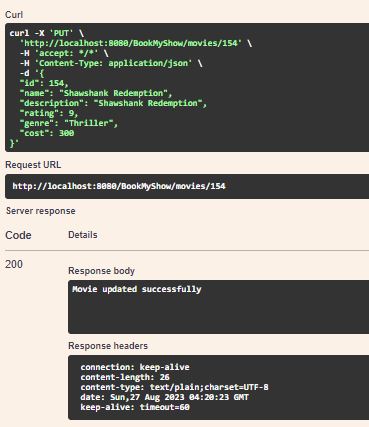 Curl
curl -X 'PUT' \
'http://localhost:8080/BookMyShow/movies/154' \
-H 'accept: */*' \
-H 'Content-Type: application/json' \
-d '{
"id": 154,
"name": "Shawshank Redemption",
"description": "Shawshank Redemption",
"rating": 9,
"genre": "Thriller",
"cost": 300
}'
Request URL
http://localhost:8080/BookMyShow/movies/154
Server response
Code Details
200
Response body
Movie updated successfully
Response headers
connection: keep-alive
content-length: 26
content-type: text/plain;charset=UTF-8
date: Sun,27 Aug 2023 04:20:23 GMT
keep-alive: timeout=60